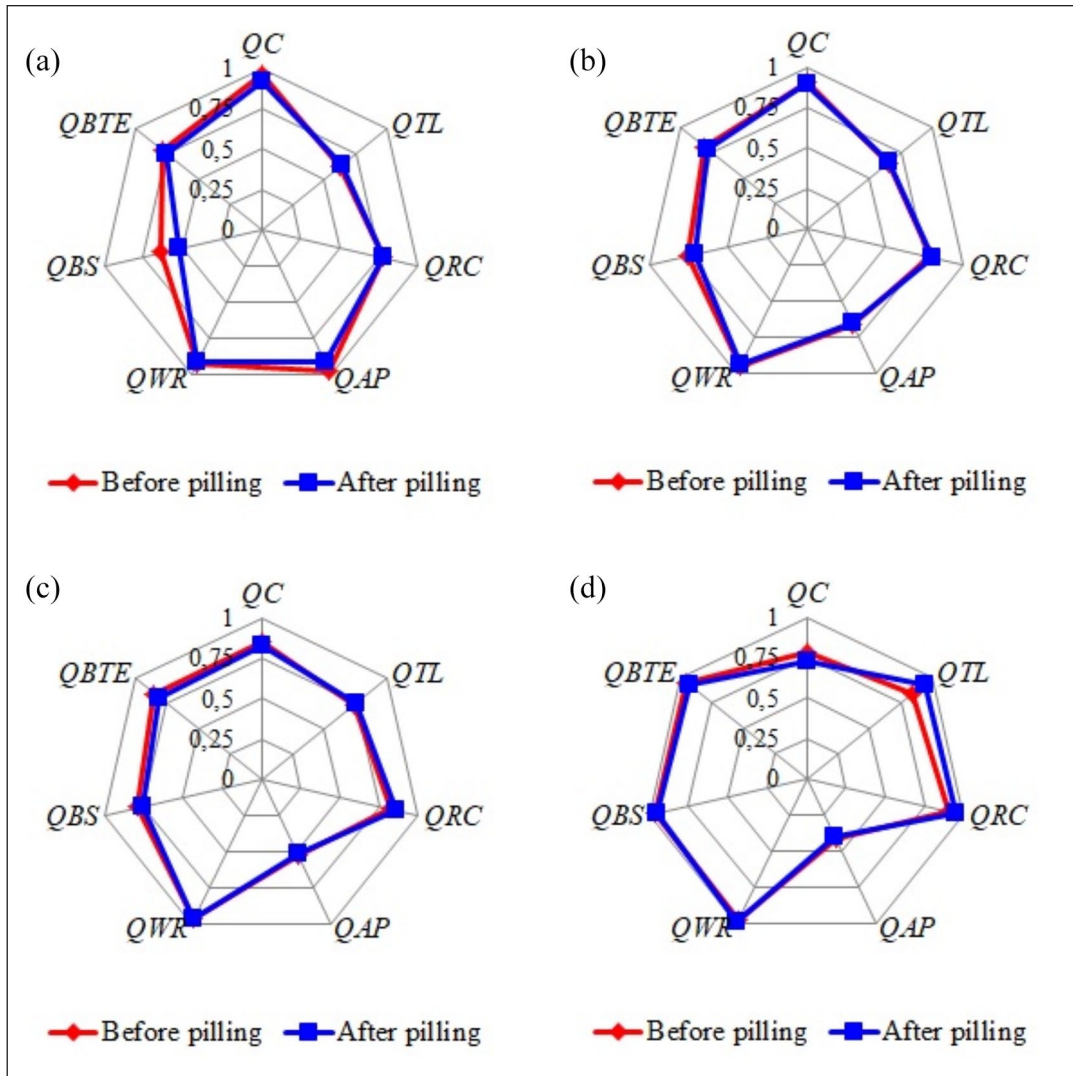 (a)
QC
1
0,75
0,5
0,25
0
QTL
QRC
QAP
QWR
QBS
QBTE
Before pilling After pilling
(b)
QC
1
0,75
0,5
0,25
0
QTL
QRC
QAP
QWR
QBS
QBTE
Before pilling After pilling
(c)
QC
1
0,75
0,5
0,25
0
QTL
QRC
QAP
QWR
QBS
QBTE
Before pilling After pilling
(d)
QC
1
0,75
0,5
0,25
0
QTL
QRC
QAP
QWR
QBS
QBTE
Before pilling After pilling